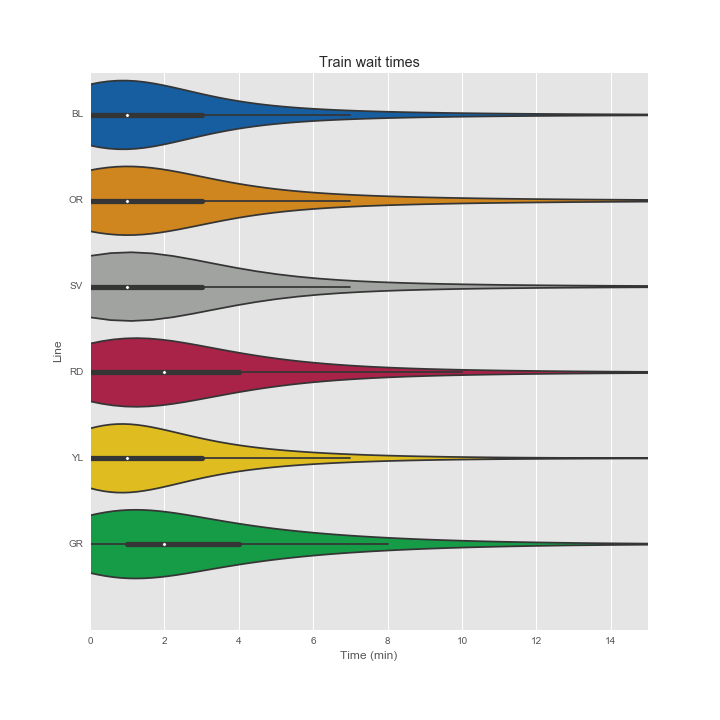 Train wait times
BL
OR
SV
RD
YL
GR
Line
0 2 4 6 8 10 12 14
Time (min)